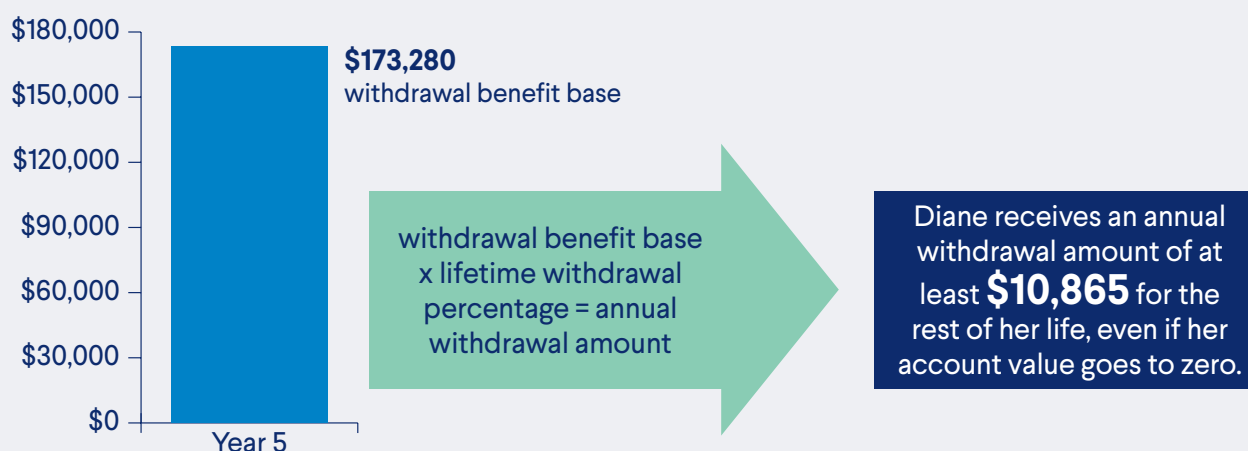 $180,000
$150,000
$120,000
$90,000
$60,000
$30,000
$0
Year 5
$173,280
withdrawal benefit base
withdrawal benefit base
x lifetime withdrawal
percentage = annual
withdrawal amount
Diane receives an annual
withdrawal amount of at
least $10,865 for the
rest of her life, even if her
account value goes to zero.